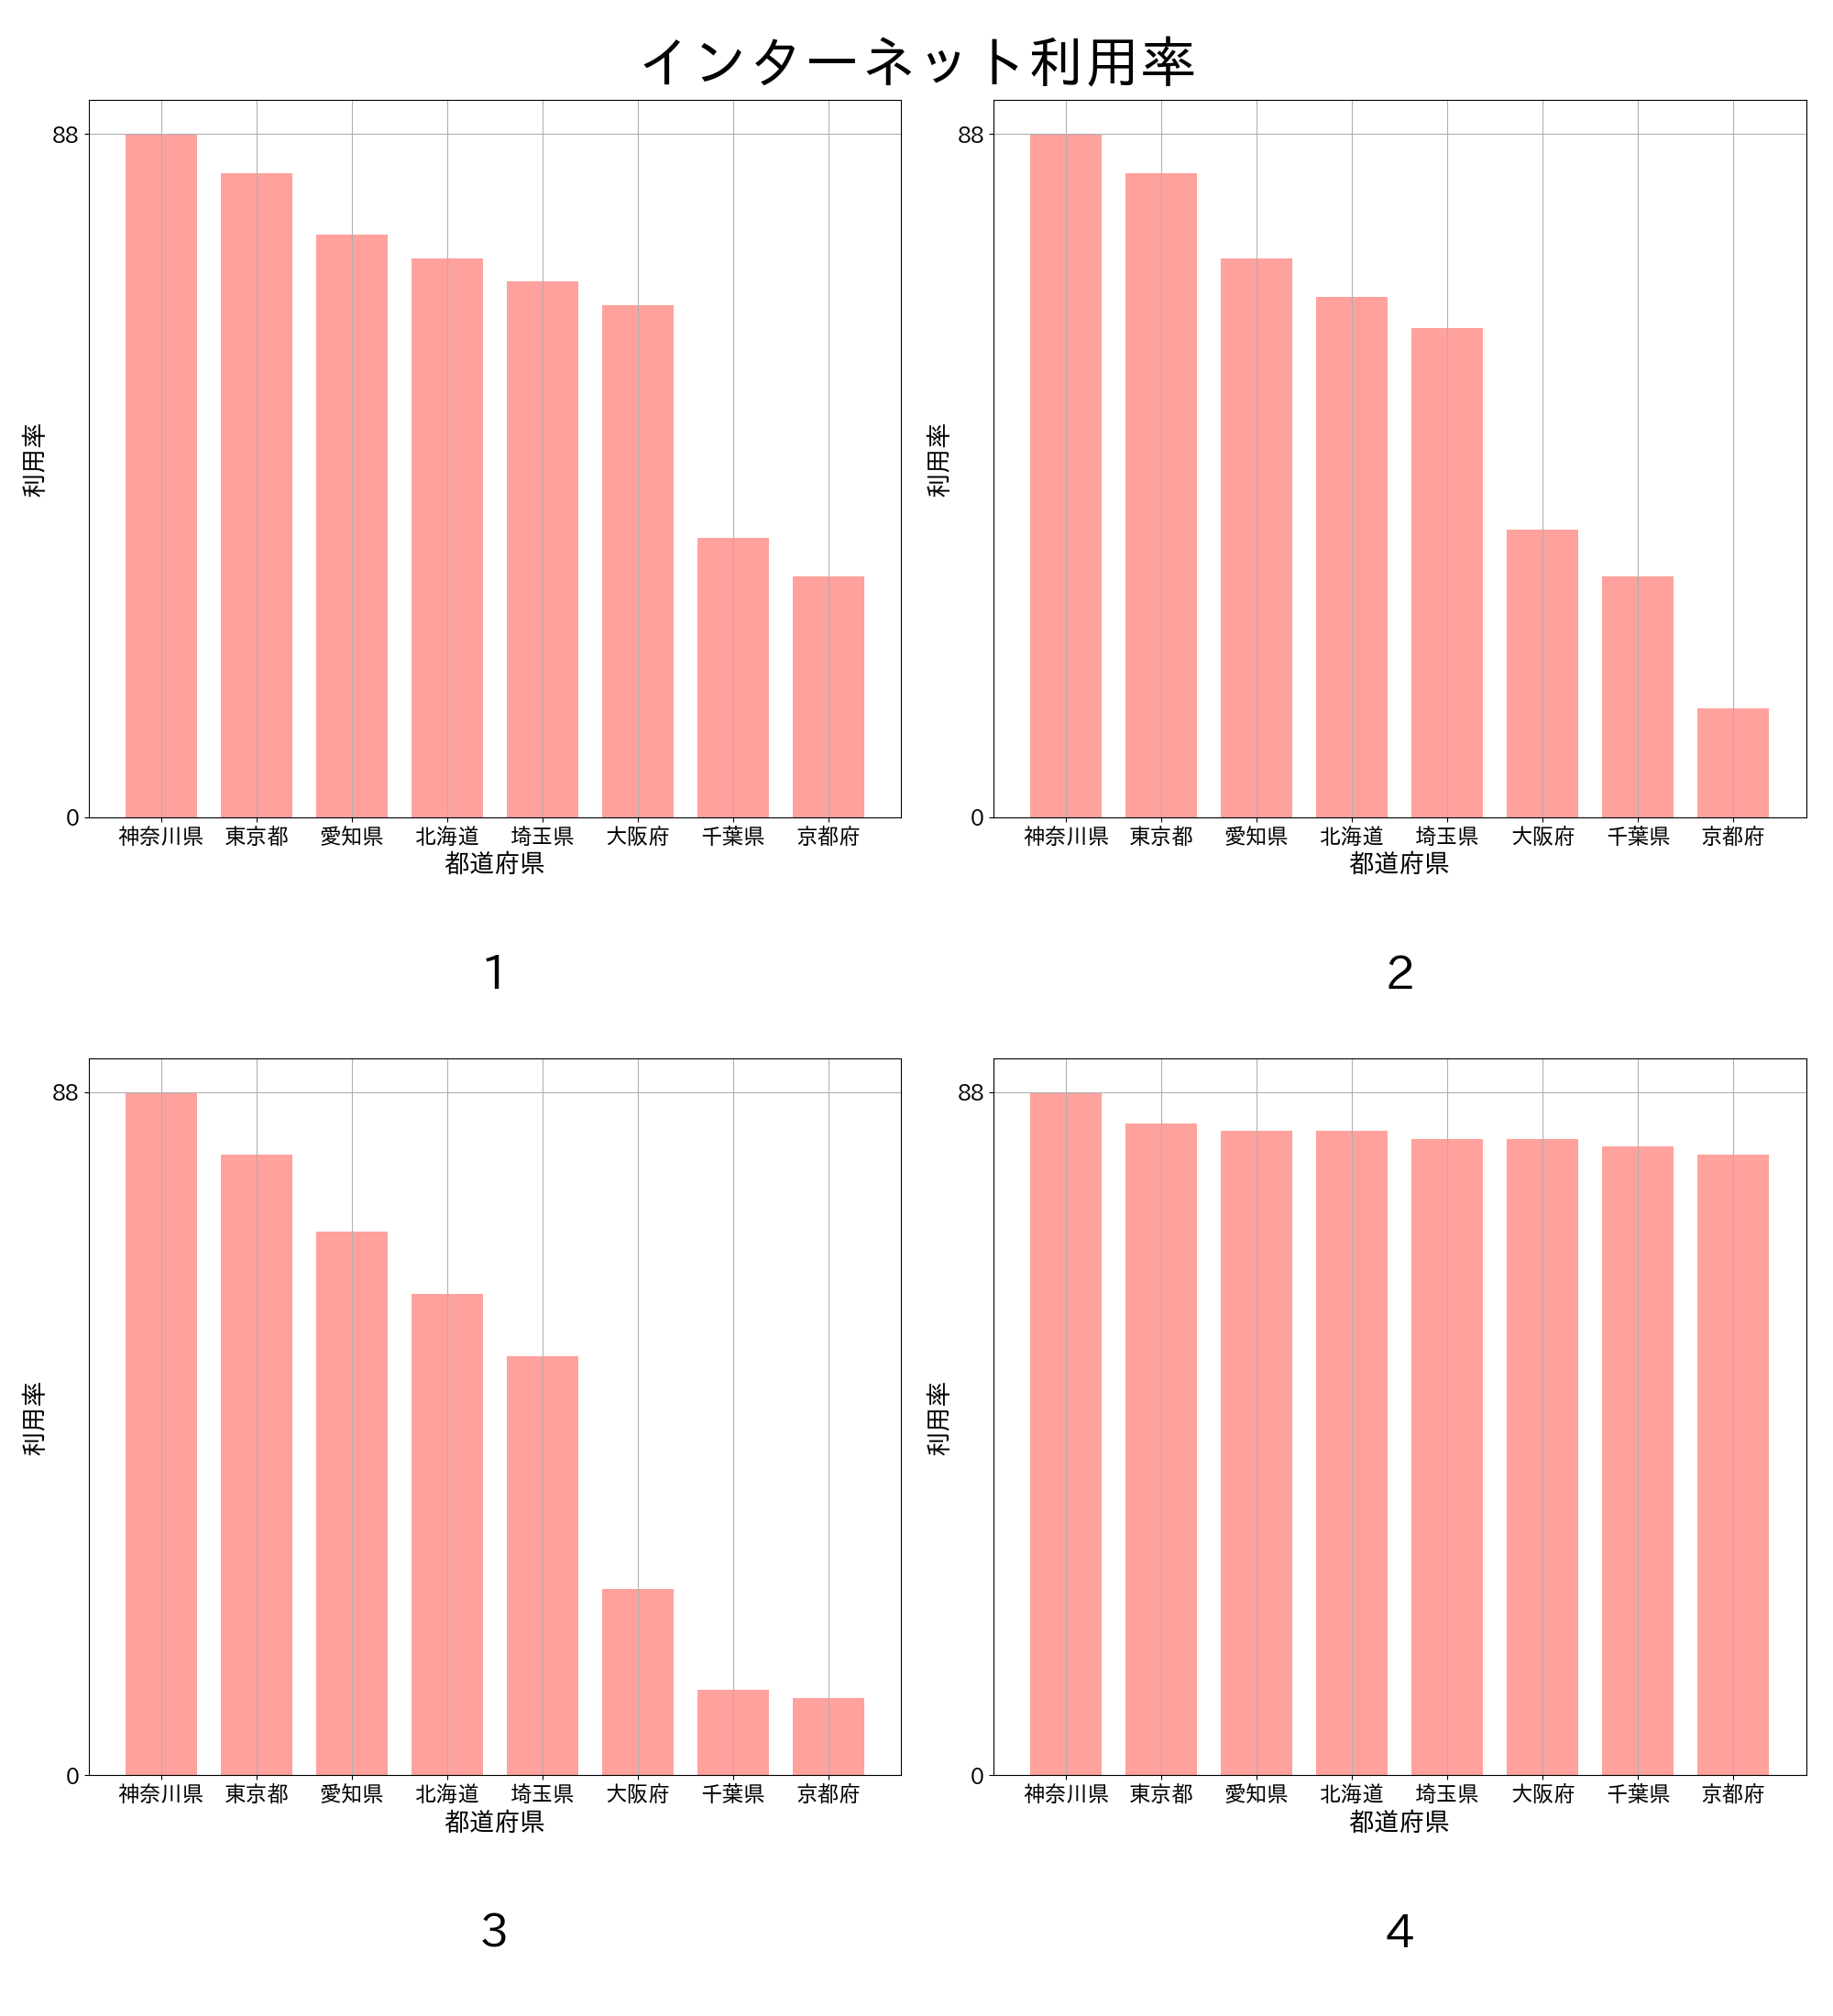 インターネット利用率
88
0
利用率
神奈川県 東京都 愛知県 北海道 埼玉県 大阪府 千葉県 京都府
都道府県
1
88
0
利用率
神奈川県 東京都 愛知県 北海道 埼玉県 大阪府 千葉県 京都府
都道府県
2
88
0
利用率
神奈川県 東京都 愛知県 北海道 埼玉県 大阪府 千葉県 京都府
都道府県
3
88
0
利用率
神奈川県 東京都 愛知県 北海道 埼玉県 大阪府 千葉県 京都府
都道府県
4